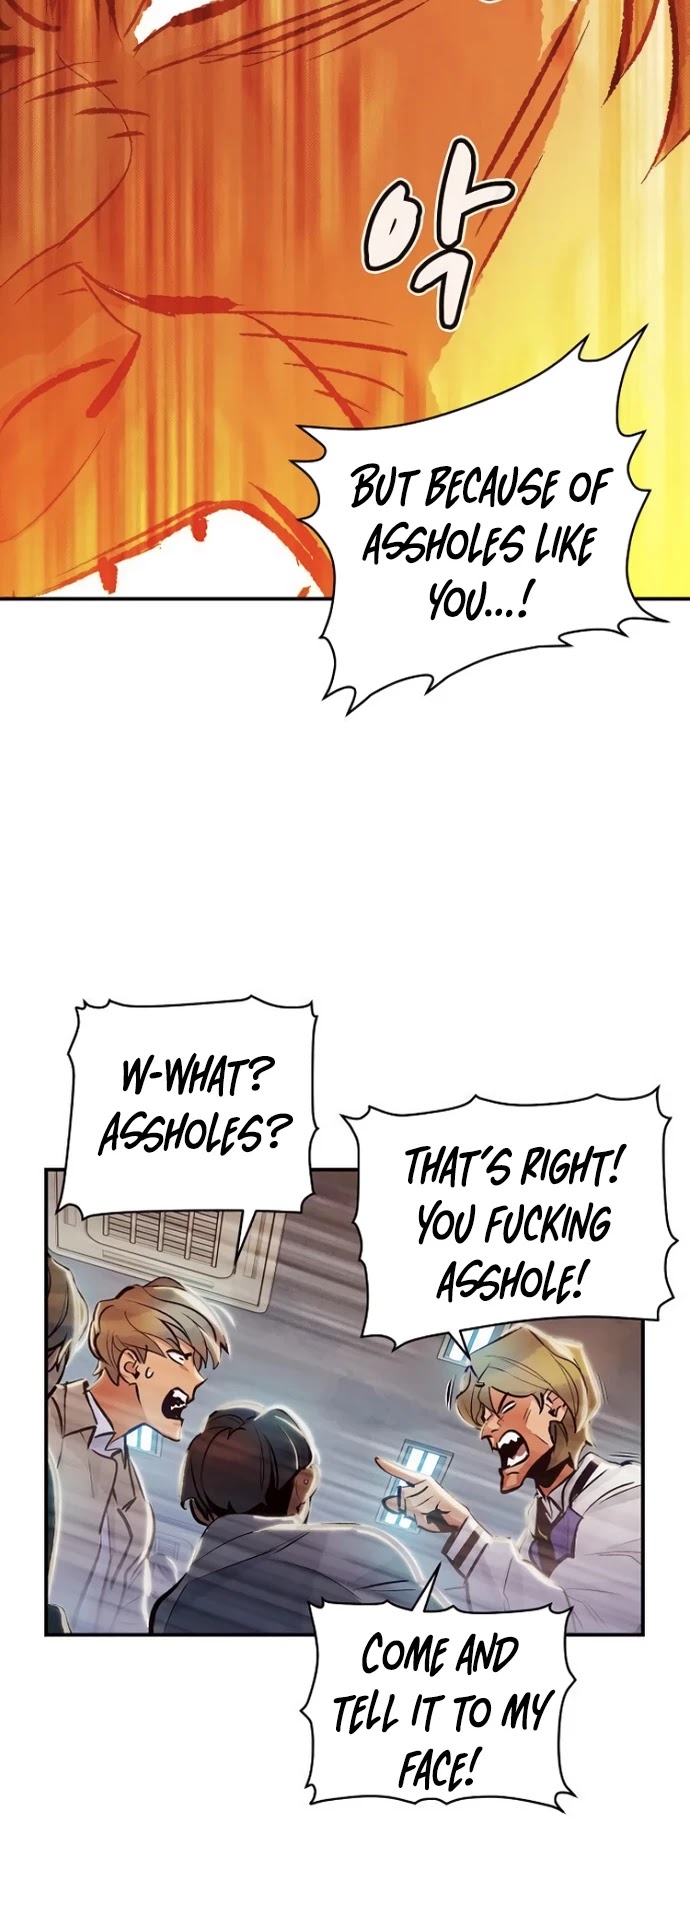 악
BUT BECAUSE OF
ASSHOLES LIKE
YOU...!
W-WHAT?
ASSHOLES?
THAT'S RIGHT!
YOU FUCKING
ASSHOLE!
COME AND
TELL IT TO MY
FACE!